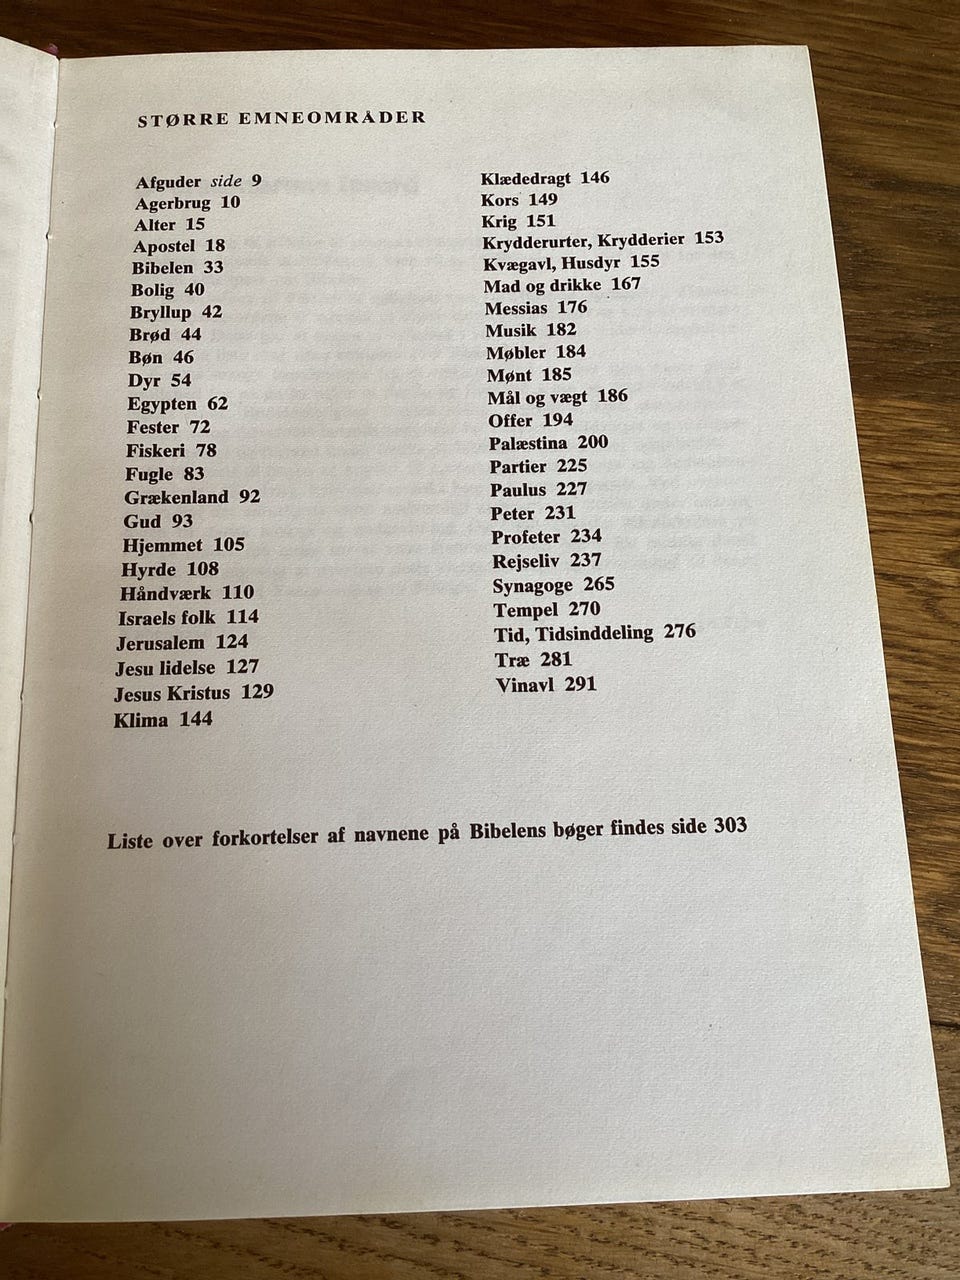 STØRRE EMNEOMRÅDER
Afguder side 9
Agerbrug 10
Alter 15
Apostel 18
Bibelen 33
Bolig 40
Bryllup 42
Brød 44
Bøn 46
Dyr 54
Egypten 62
Fester 72
Fiskeri 78
Fugle 83
Grækenland 92
Gud 93
Hjemmet 105
Hyrde 108
Håndværk 110
Israels folk 114
Jerusalem 124
Jesu lidelse 127
Jesus Kristus 129
Klima 144
Klædedragt 146
Kors 149
Krig 151
Krydderurter, Krydderier 153
Kvægavl, Husdyr 155
Mad og drikke 167
Messias 176
Musik 182
Møbler 184
Mønt 185
Mål og vægt 186
Offer 194
Palæstina 200
Partier 225
Paulus 227
Peter 231
Profeter 234
Rejseliv 237
Synagoge 265
Tempel 270
Tid, Tidsinddeling 276
Træ 281
Vinavl 291
Liste over forkortelser af navnene på Bibelens bøger findes side 303